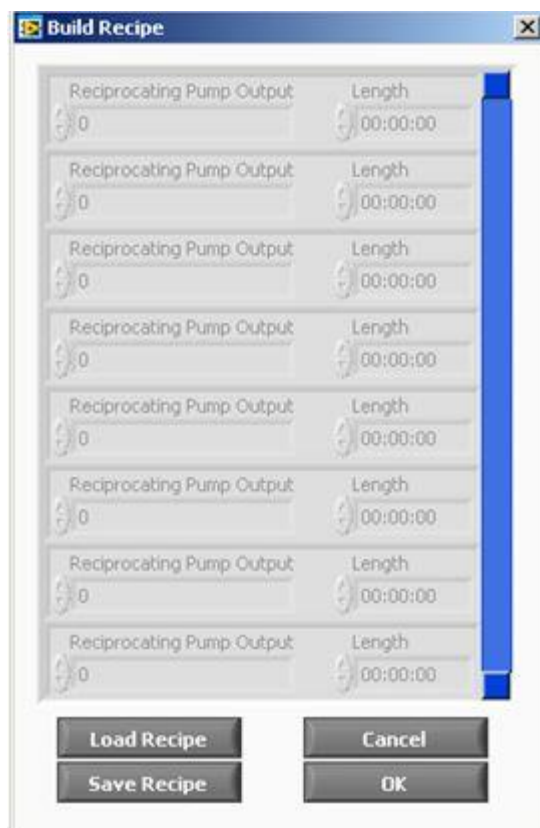 Build Recipe
Reciprocating Pump Output Length
0 00:00:00
Reciprocating Pump Output Length
0 00:00:00
Reciprocating Pump Output Length
0 00:00:00
Reciprocating Pump Output Length
0 00:00:00
Reciprocating Pump Output Length
0 00:00:00
Reciprocating Pump Output Length
0 00:00:00
Reciprocating Pump Output Length
0 00:00:00
Reciprocating Pump Output Length
0 00:00:00
Load Recipe Cancel
Save Recipe OK